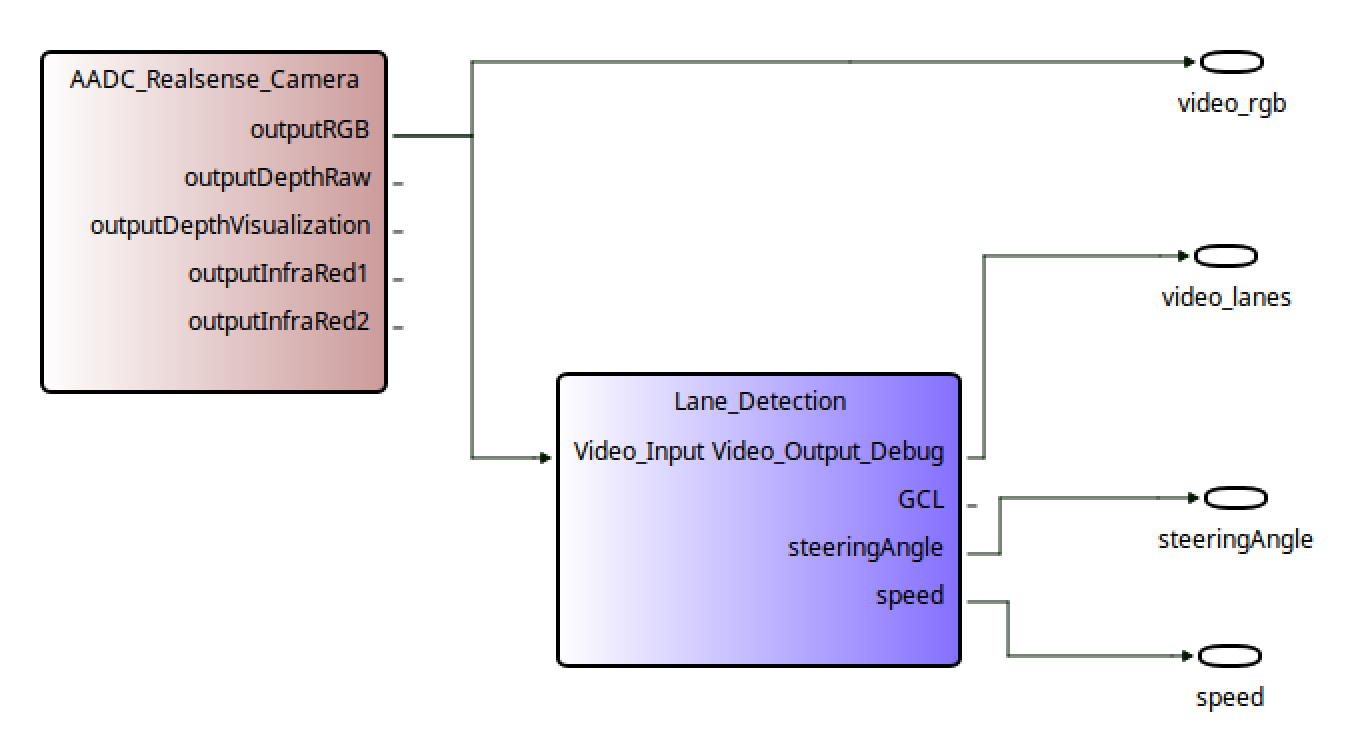 AADC_Realsense_Camera
outputRGB
outputDepthRaw
outputDepthVisualization
outputInfraRed1
outputInfraRed2
video_rgb
video_lanes
Lane_Detection
Video_Input Video_Output_Debug
GCL
steeringAngle
speed
steeringAngle
speed